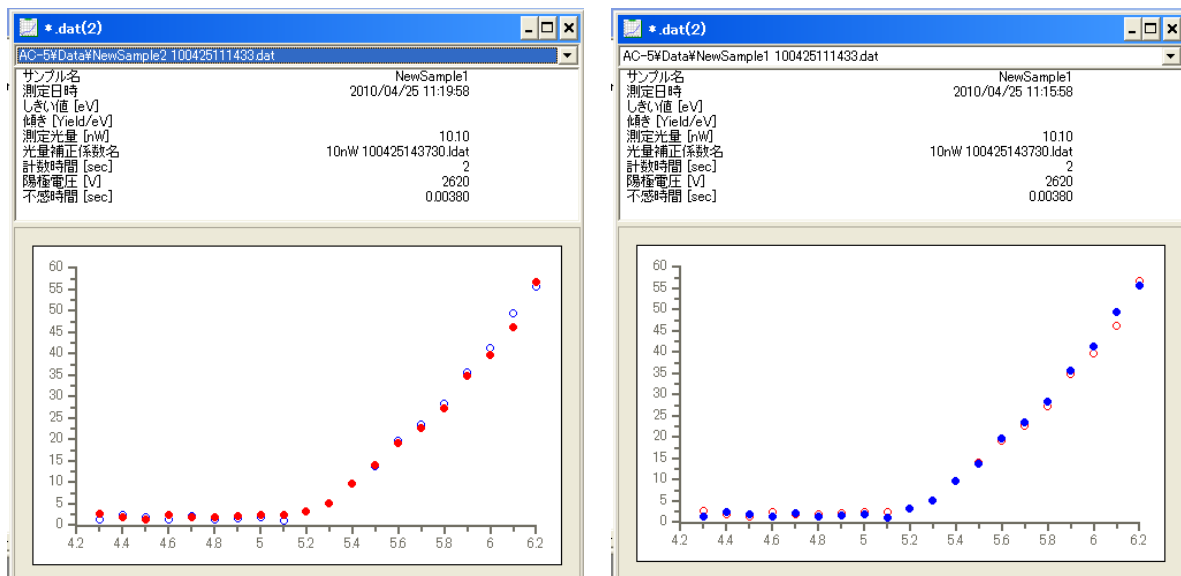 *.dat(2)
AC-5¥Data¥NewSample2 100425111433.dat
サンプル名 NewSample1
測定日時 2010/04/25 11:19:58
しきい値 [eV]
傾き [Yield/eV]
測定光量 [nW] 10.10
光量補正係数名 10nW 100425143730.ldat
計数時間 [sec] 2
陽極電圧 [V] 2620
不感時間 [sec] 0.00380
60
55
50
45
40
35
30
25
20
15
10
5
0
4.2 4.4 4.6 4.8 5 5.2 5.4 5.6 5.8 6 6.2
*.dat(2)
AC-5¥Data¥NewSample1 100425111433.dat
サンプル名 NewSample1
測定日時 2010/04/25 11:15:58
しきい値 [eV]
傾き [Yield/eV]
測定光量 [nW] 10.10
光量補正係数名 10nW 100425143730.ldat
計数時間 [sec] 2
陽極電圧 [V] 2620
不感時間 [sec] 0.00380
60
55
50
45
40
35
30
25
20
15
10
5
0
4.2 4.4 4.6 4.8 5 5.2 5.4 5.6 5.8 6 6.2